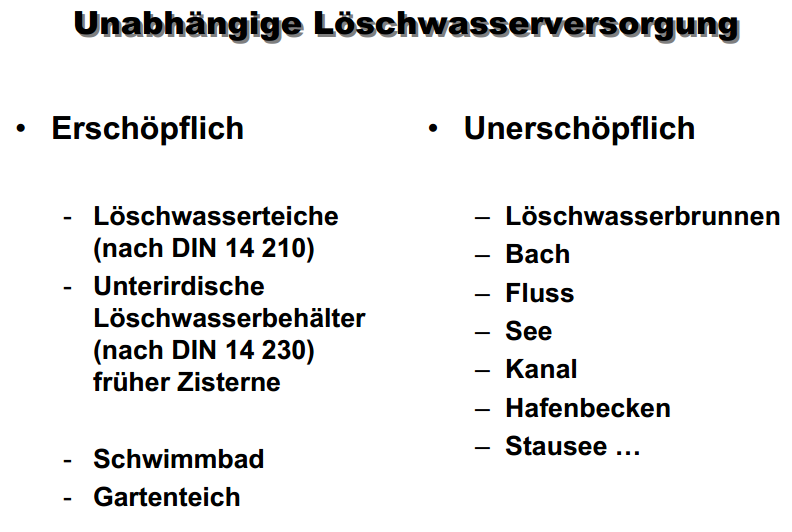 Unabhängige Löschwasserversorgung
• Erschöpflich
- Löschwasserteiche
(nach DIN 14 210)
- Unterirdische
Löschwasserbehälter
(nach DIN 14 230)
früher Zisterne
- Schwimmbad
- Gartenteich
• Unerschöpflich
– Löschwasserbrunnen
– Bach
– Fluss
– See
– Kanal
– Hafenbecken
– Stausee …